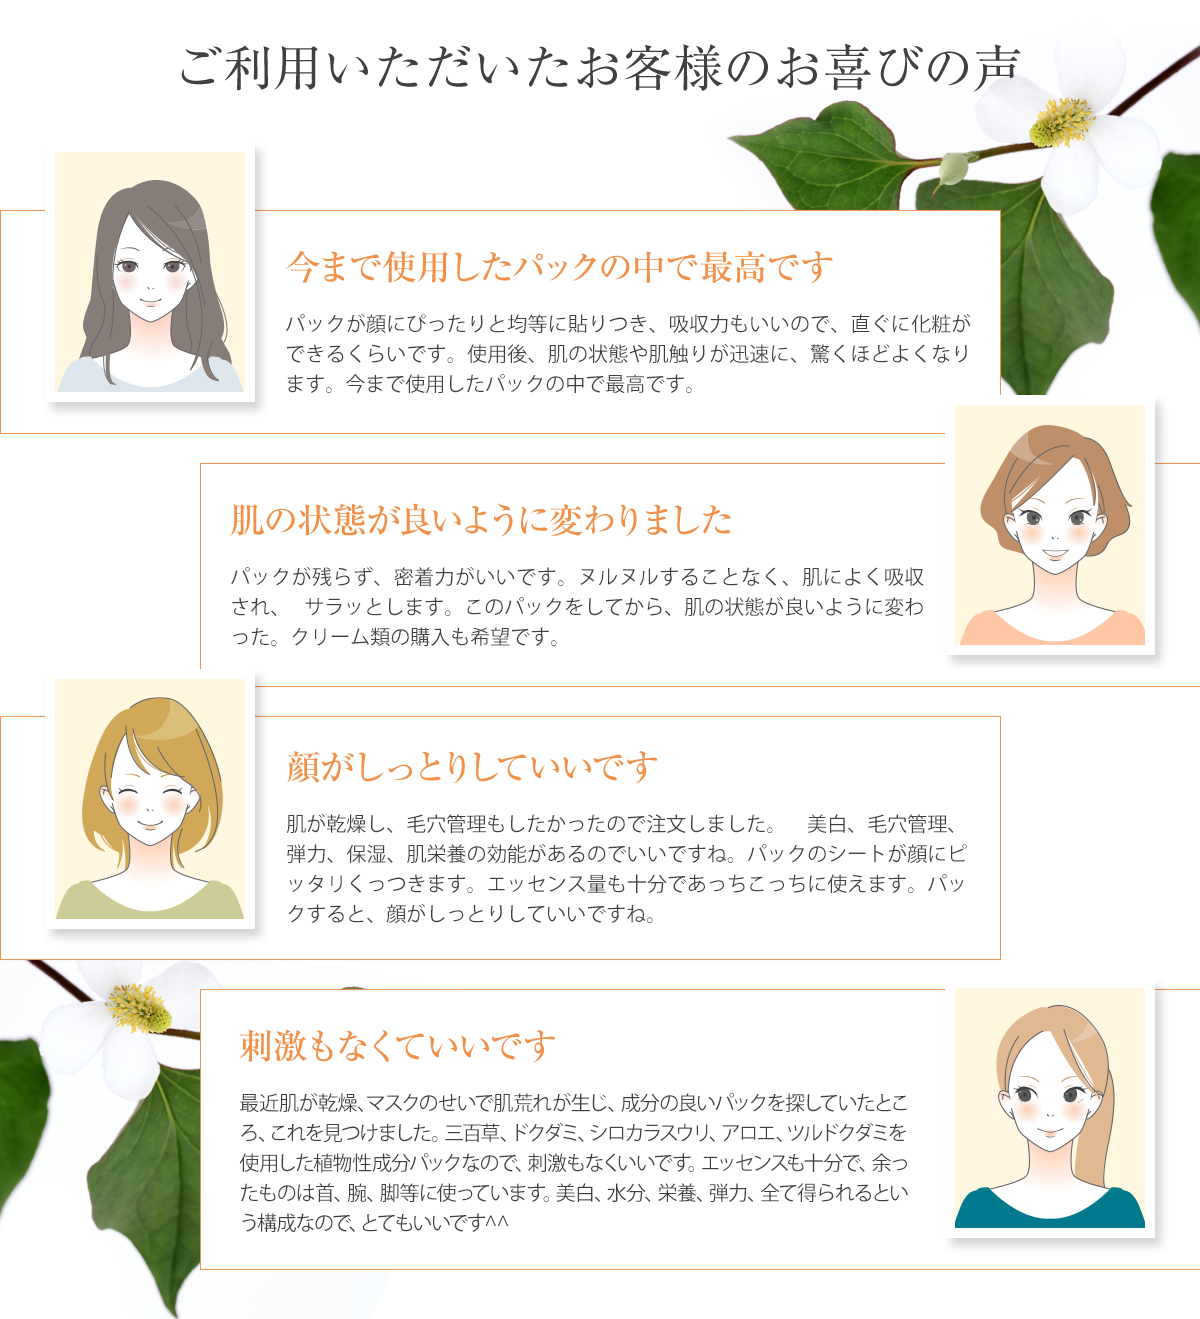 ご利用いただいたお客様のお喜びの声
今まで使用したパックの中で最高です
パックが顔にぴったりと均等に貼りつき、吸収力もいいので、直ぐに化粧が
できるくらいです。使用後、肌の状態や肌触りが迅速に、驚くほどよくなり
ます。今まで使用したパックの中で最高です。
肌の状態が良いように変わりました
パックが残らず、密着力がいいです。ヌルヌルすることなく、肌によく吸収
され、　サラッとします。このパックをしてから、肌の状態が良いように変わ
った。クリーム類の購入も希望です。
顔がしっとりしていいです
肌が乾燥し、毛穴管理もしたかったので注文しました。　美白、毛穴管理、
弾力、保湿、肌栄養の効能があるのでいいですね。パックのシートが顔にピ
ッタリくっつきます。エッセンス量も十分であっちこっちに使えます。パッ
クすると、顔がしっとりしていいですね。
刺激もなくていいです
最近肌が乾燥、マスクのせいで肌荒れが生じ、成分の良いパックを探していたとこ
ろ、これを見つけました。三百草、ドクダミ、シロカラスウリ、アロエ、ツルドクダミを
使用した植物性成分パックなので、刺激もなくいいです。エッセンスも十分で、余っ
たものは首、腕、脚等に使っています。美白、水分、栄養、弾力、全て得られるとい
う構成なので、とてもいいです^^